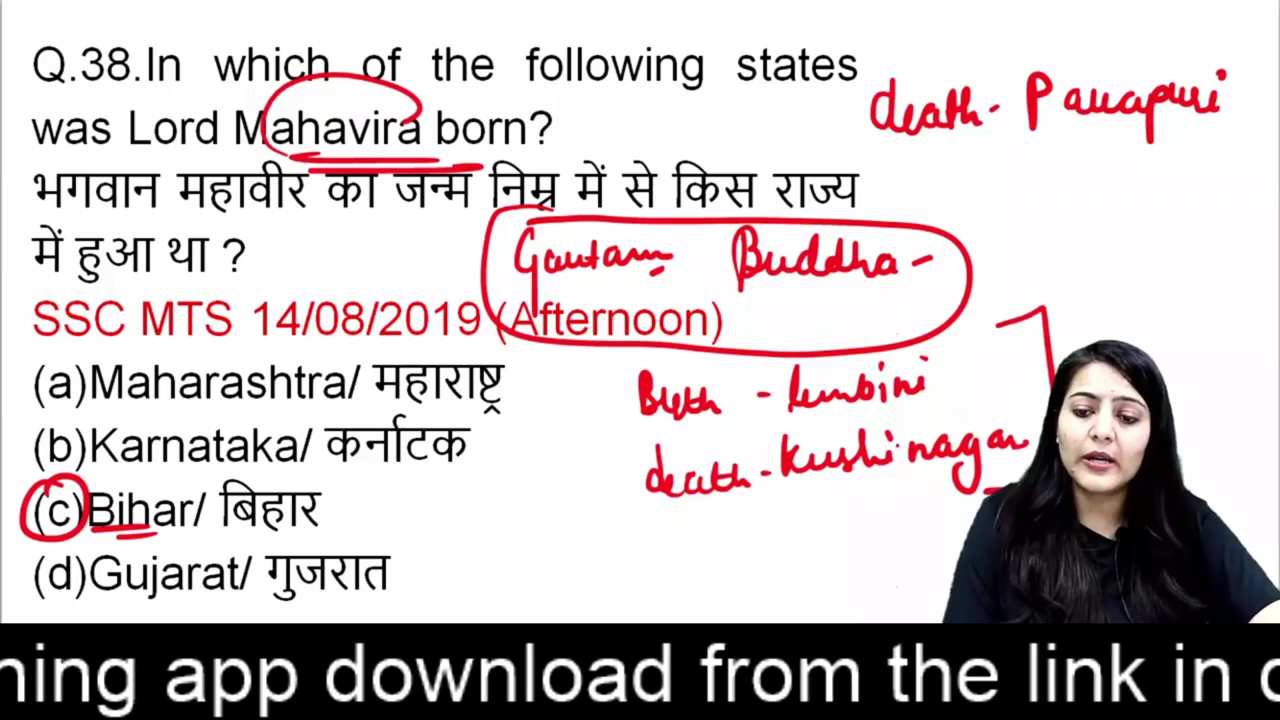 Q.38.In which of the following states
was Lord Mahavira born?
death- Pawapuri
भगवान महावीर का जन्म निम्न में से किस राज्य
में हुआ था ?
Gautam Buddha -
SSC MTS 14/08/2019 (Afternoon)
(a)Maharashtra/ महाराष्ट्र
Birth - lumbini
(b)Karnataka/ कर्नाटक
death-Kushinagar
(c)Bihar/ बिहार
(d)Gujarat/ गुजरात
ning app download from the link in